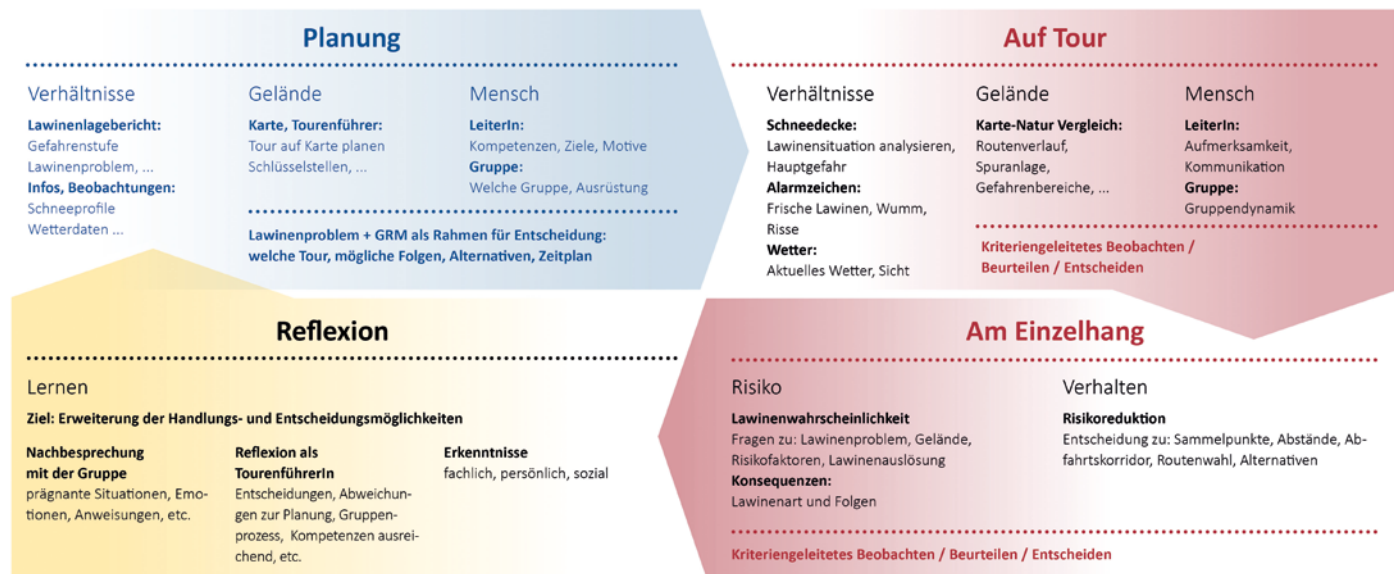 Planung
Verhältnisse
Lawinenlagebericht:
Gefahrenstufe
Lawinenproblem, ...
Infos, Beobachtungen:
Schneeprofile
Wetterdaten ...
Gelände
Karte, Tourenführer:
Tour auf Karte planen
Schlüsselstellen, ...
Mensch
LeiterIn:
Kompetenzen, Ziele, Motive
Gruppe:
Welche Gruppe, Ausrüstung
Lawinenproblem + GRM als Rahmen für Entscheidung:
welche Tour, mögliche Folgen, Alternativen, Zeitplan
Auf Tour
Verhältnisse
Schneedecke:
Lawinensituation analysieren,
Hauptgefahr
Alarmzeichen:
Frische Lawinen, Wumm,
Risse
Wetter:
Aktuelles Wetter, Sicht
Gelände
Karte-Natur Vergleich:
Routenverlauf,
Spuranlage,
Gefahrenbereiche, ...
Mensch
LeiterIn:
Aufmerksamkeit,
Kommunikation
Gruppe:
Gruppendynamik
Kriteriengeleitetes Beobachten /
Beurteilen / Entscheiden
Am Einzelhang
Risiko
Lawinenwahrscheinlichkeit
Fragen zu: Lawinenproblem, Gelände,
Risikofaktoren, Lawinenauslösung
Konsequenzen:
Lawinenart und Folgen
Verhalten
Risikoreduktion
Entscheidung zu: Sammelpunkte, Abstände, Ab-
fahrtskorridor, Routenwahl, Alternativen
Kriteriengeleitetes Beobachten / Beurteilen / Entscheiden
Reflexion
Lernen
Ziel: Erweiterung der Handlungs- und Entscheidungsmöglichkeiten
Nachbesprechung
mit der Gruppe
prägnante Situationen, Emo-
tionen, Anweisungen, etc.
Reflexion als
TourenführerIn
Entscheidungen, Abweichun-
gen zur Planung, Gruppen-
prozess, Kompetenzen ausrei-
chend, etc.
Erkenntnisse
fachlich, persönlich, sozial